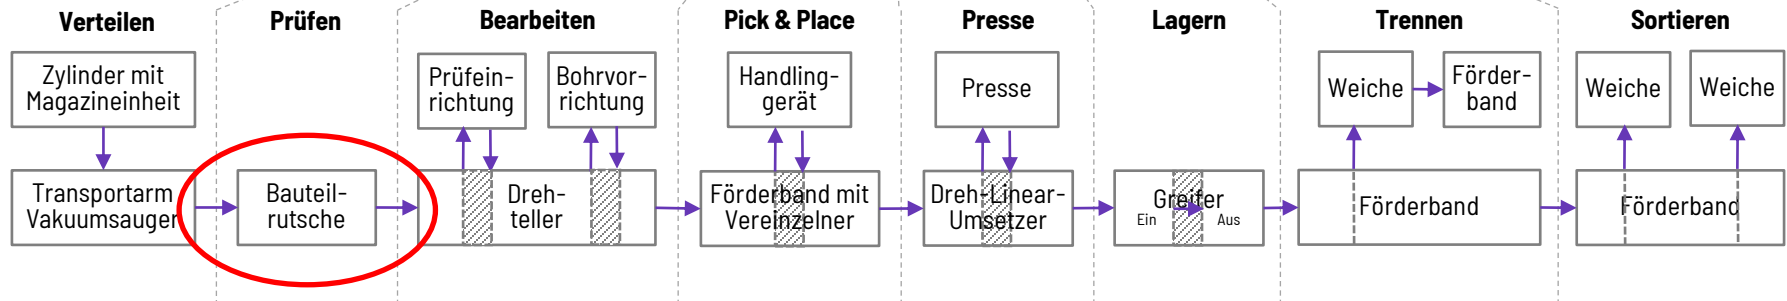 Verteilen
Prüfen
Bearbeiten
Pick & Place
Presse
Lagern
Trennen
Sortieren
Zylinder mit
Magazineinheit
Prüfein-
richtung
Bohrvor-
richtung
Handling-
gerät
Presse
Weiche
Förder-
band
Weiche
Weiche
Transportarm
Vakuumsauger
Bauteil-
rutsche
Dreh-
teller
Förderband mit
Vereinzelner
Dreh-Linear-
Umsetzer
Greifer
Ein
Aus
Förderband
Förderband